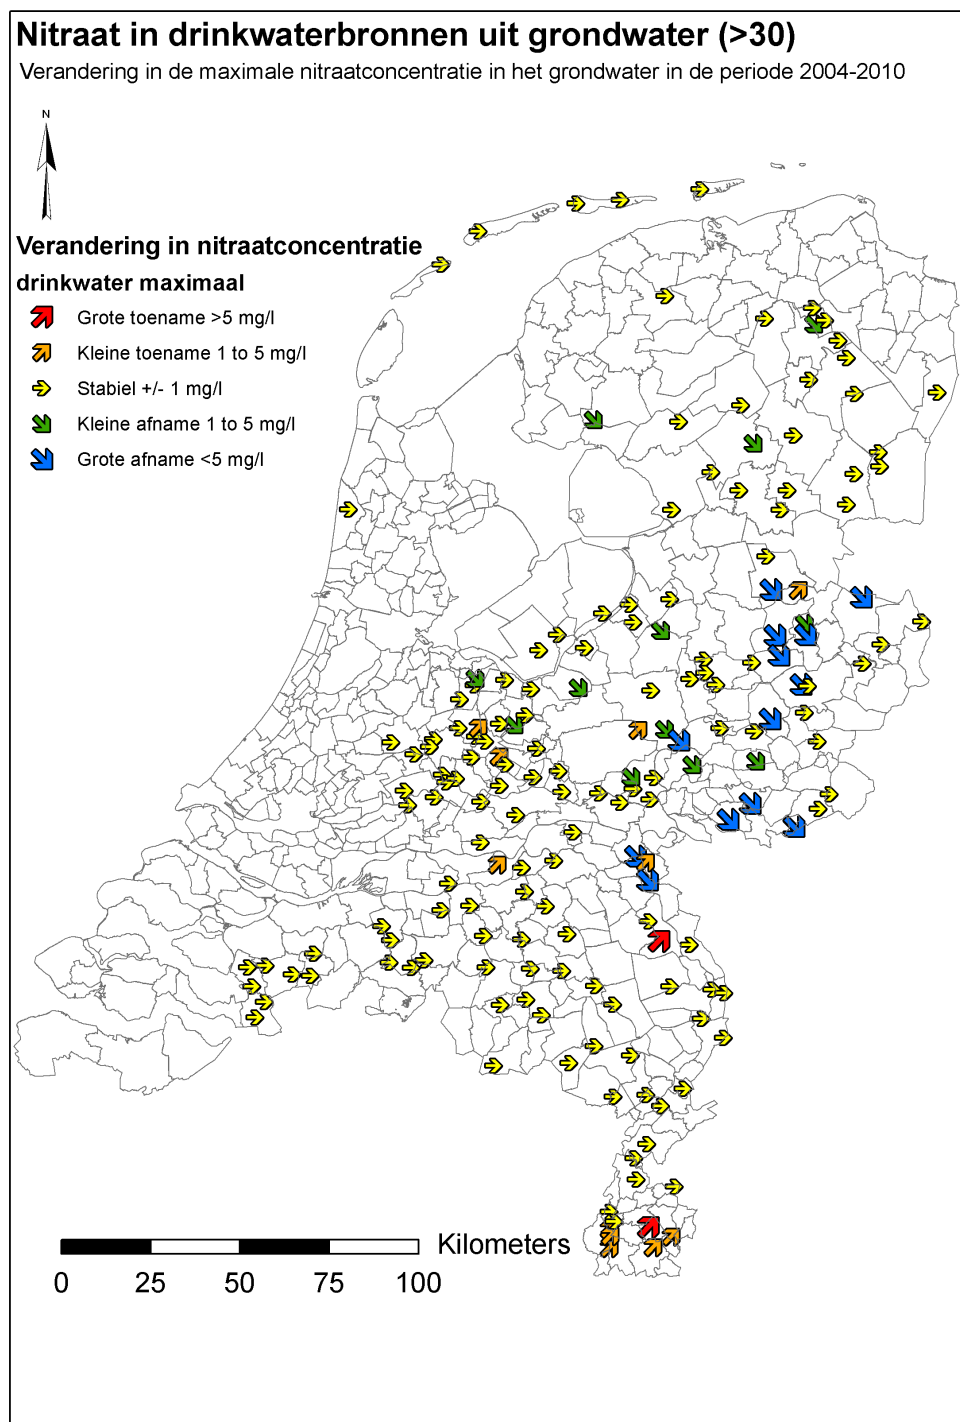 Nitraat in drinkwaterbronnen uit grondwater (>30)
Verandering in de maximale nitraatconcentratie in het grondwater in de periode 2004-2010
N
Verandering in nitraatconcentratie
drinkwater maximaal
Grote toename >5 mg/l
Kleine toename 1 to 5 mg/l
Stabiel +/- 1 mg/l
Kleine afname 1 to 5 mg/l
Grote afname <5 mg/l
Kilometers
0 25 50 75 100